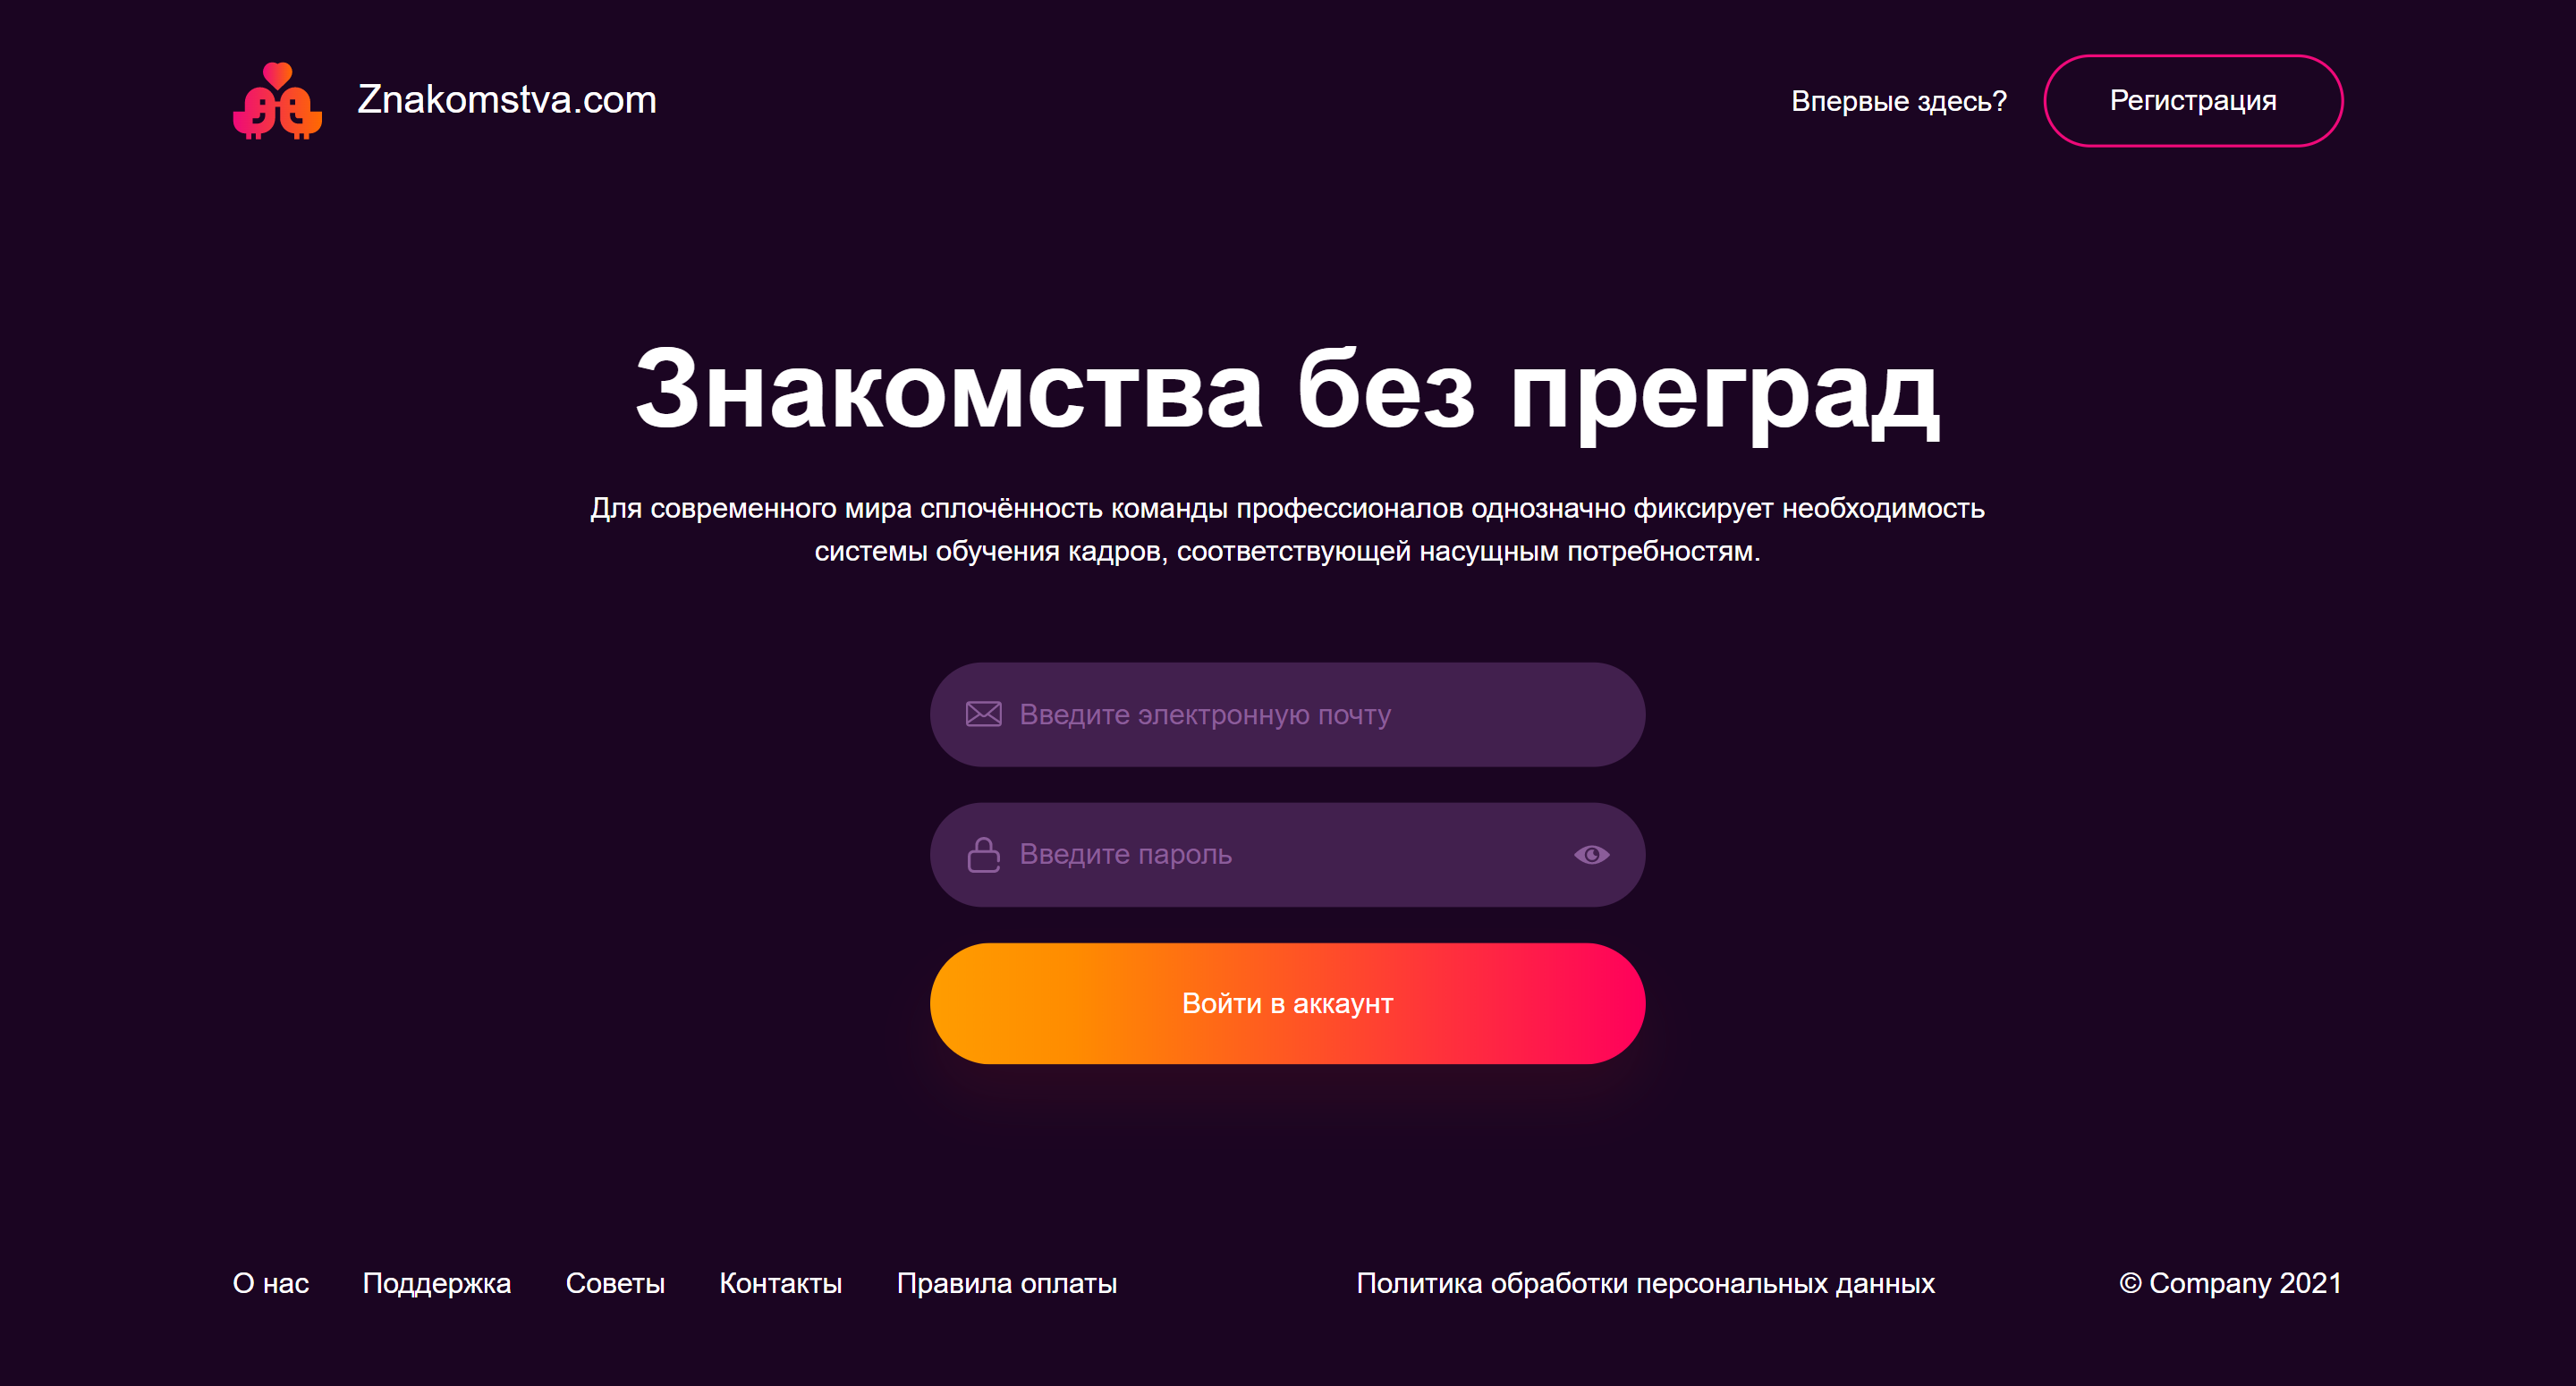 Znakomstva.com
Впервые здесь?
Регистрация
Знакомства без преград
Для современного мира сплочённость команды профессионалов однозначно фиксирует необходимость
системы обучения кадров, соответствующей насущным потребностям.
Введите электронную почту
Введите пароль
Войти в аккаунт
О нас
Поддержка
Советы
Контакты
Правила оплаты
Политика обработки персональных данных
© Company 2021